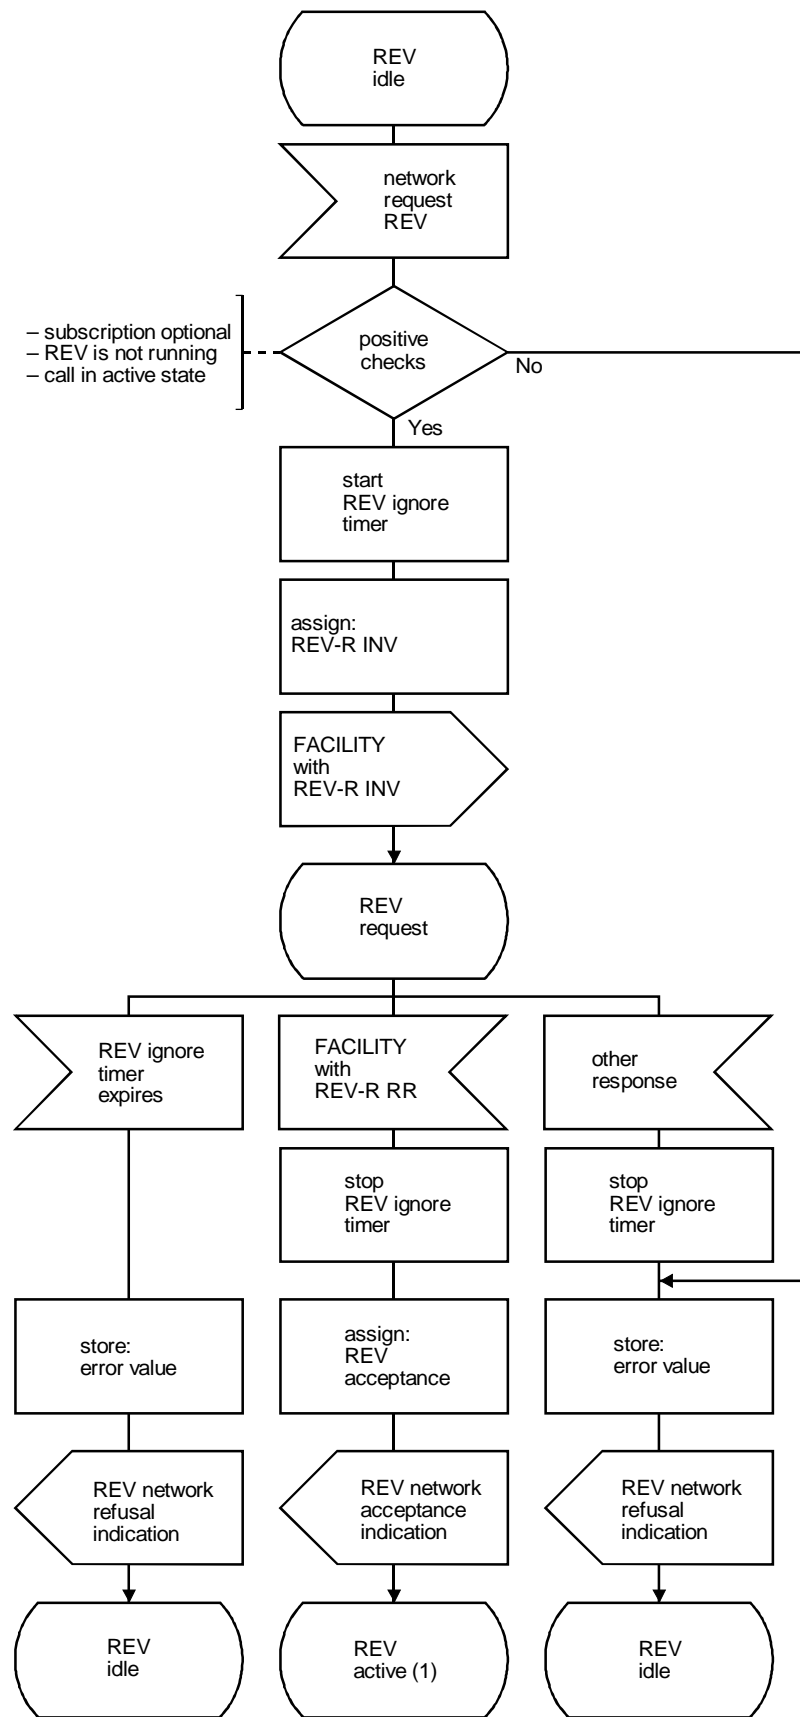 REV
idle
network
request
REV
– subscription optional
– REV is not running
– call in active state
positive
checks
No
Yes
start
REV ignore
timer
assign:
REV-R INV
FACILITY
with
REV-R INV
REV
request
REV ignore
timer
expires
FACILITY
with
REV-R RR
other
response
stop
REV ignore
timer
stop
REV ignore
timer
store:
error value
assign:
REV
acceptance
store:
error value
REV network
refusal
indication
REV network
acceptance
indication
REV network
refusal
indication
REV
idle
REV
active (1)
REV
idle